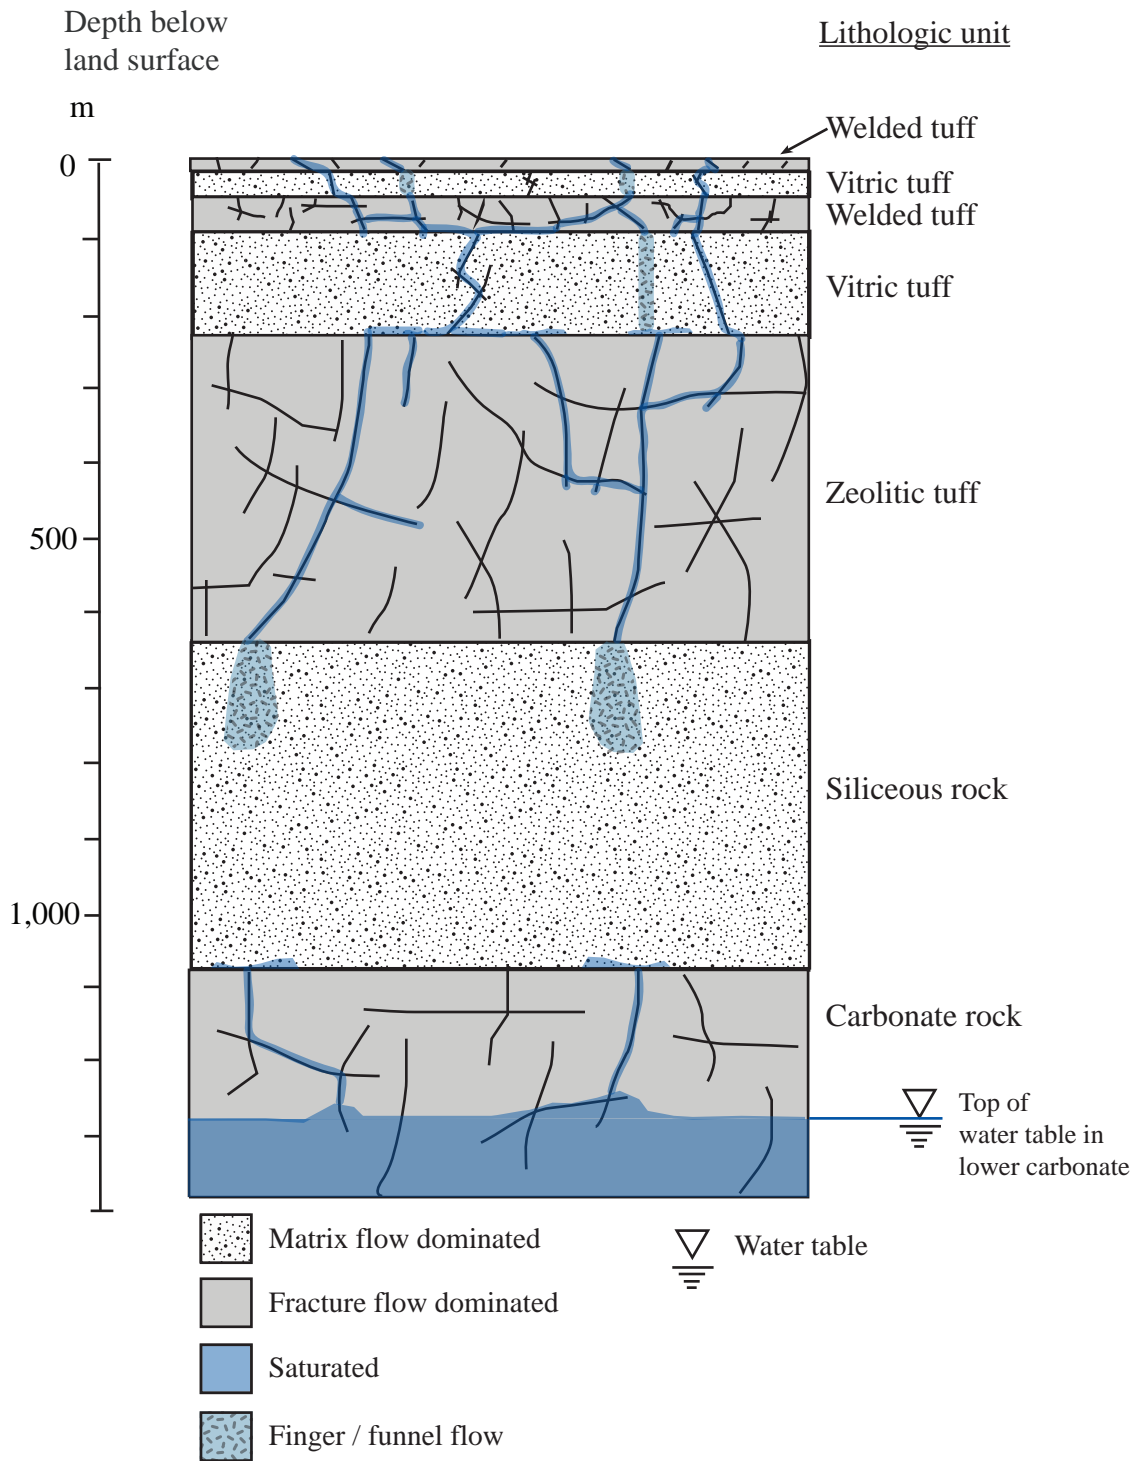 Depth below
land surface
m
Lithologic unit
Welded tuff
0
Vitric tuff
Welded tuff
Vitric tuff
Zeolitic tuff
500
Siliceous rock
1,000
Carbonate rock
Top of
water table in
lower carbonate
Matrix flow dominated
Water table
Fracture flow dominated
Saturated
Finger / funnel flow